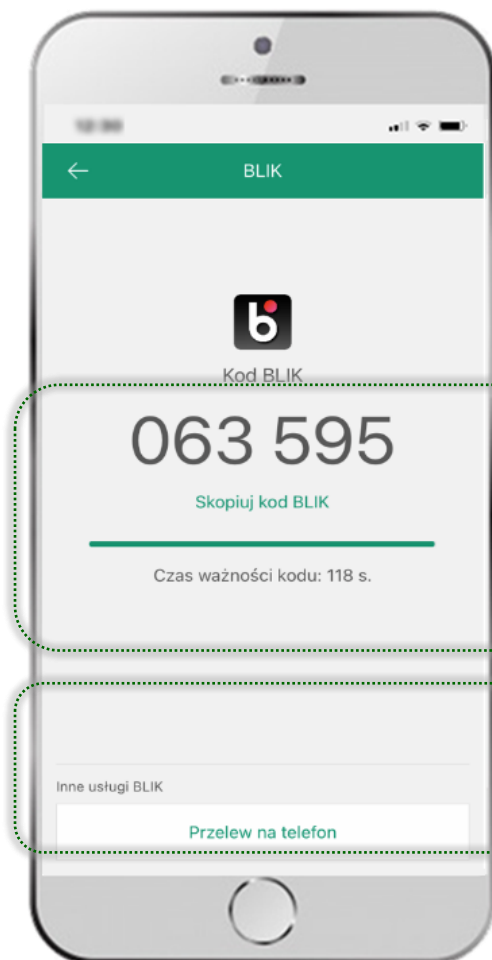 BLIK
Kod BLIK
063 595
Skopiuj kod BLIK
Czas ważności kodu: 118 s.
Inne usługi BLIK
Przelew na telefon